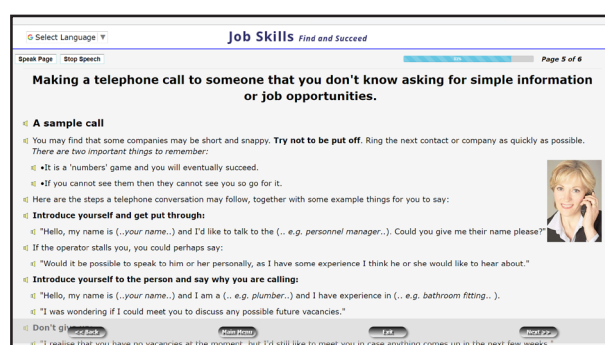 G Select Language ▼
Job Skills Find and Succeed
Speak Page Stop Speech
Page 5 of 6
Making a telephone call to someone that you don't know asking for simple information
or job opportunities.
A sample call
You may find that some companies may be short and snappy. Try not to be put off. Ring the next contact or company as quickly as possible.
There are two important things to remember:
•It is a 'numbers' game and you will eventually succeed.
•If you cannot see them then they cannot see you so go for it.
Here are the steps a telephone conversation may follow, together with some example things for you to say:
Introduce yourself and get put through:
"Hello, my name is (..your name..) and I'd like to talk to the (.. e.g. personnel manager..). Could you give me their name please?"
If the operator stalls you, you could perhaps say:
"Would it be possible to speak to him or her personally, as I have some experience I think he or she would like to hear about."
Introduce yourself to the person and say why you are calling:
"Hello, my name is (..your name..) and I am a (.. e.g. plumber..) and I have experience in (.. e.g. bathroom fitting.. ).
"I was wondering if I could meet you to discuss any possible future vacancies."
Don't give
<< Back Main Menu Exit Next >>
"I realise that you have no vacancies at the moment, but I'd still like to meet you in case anything comes up in the next few weeks."